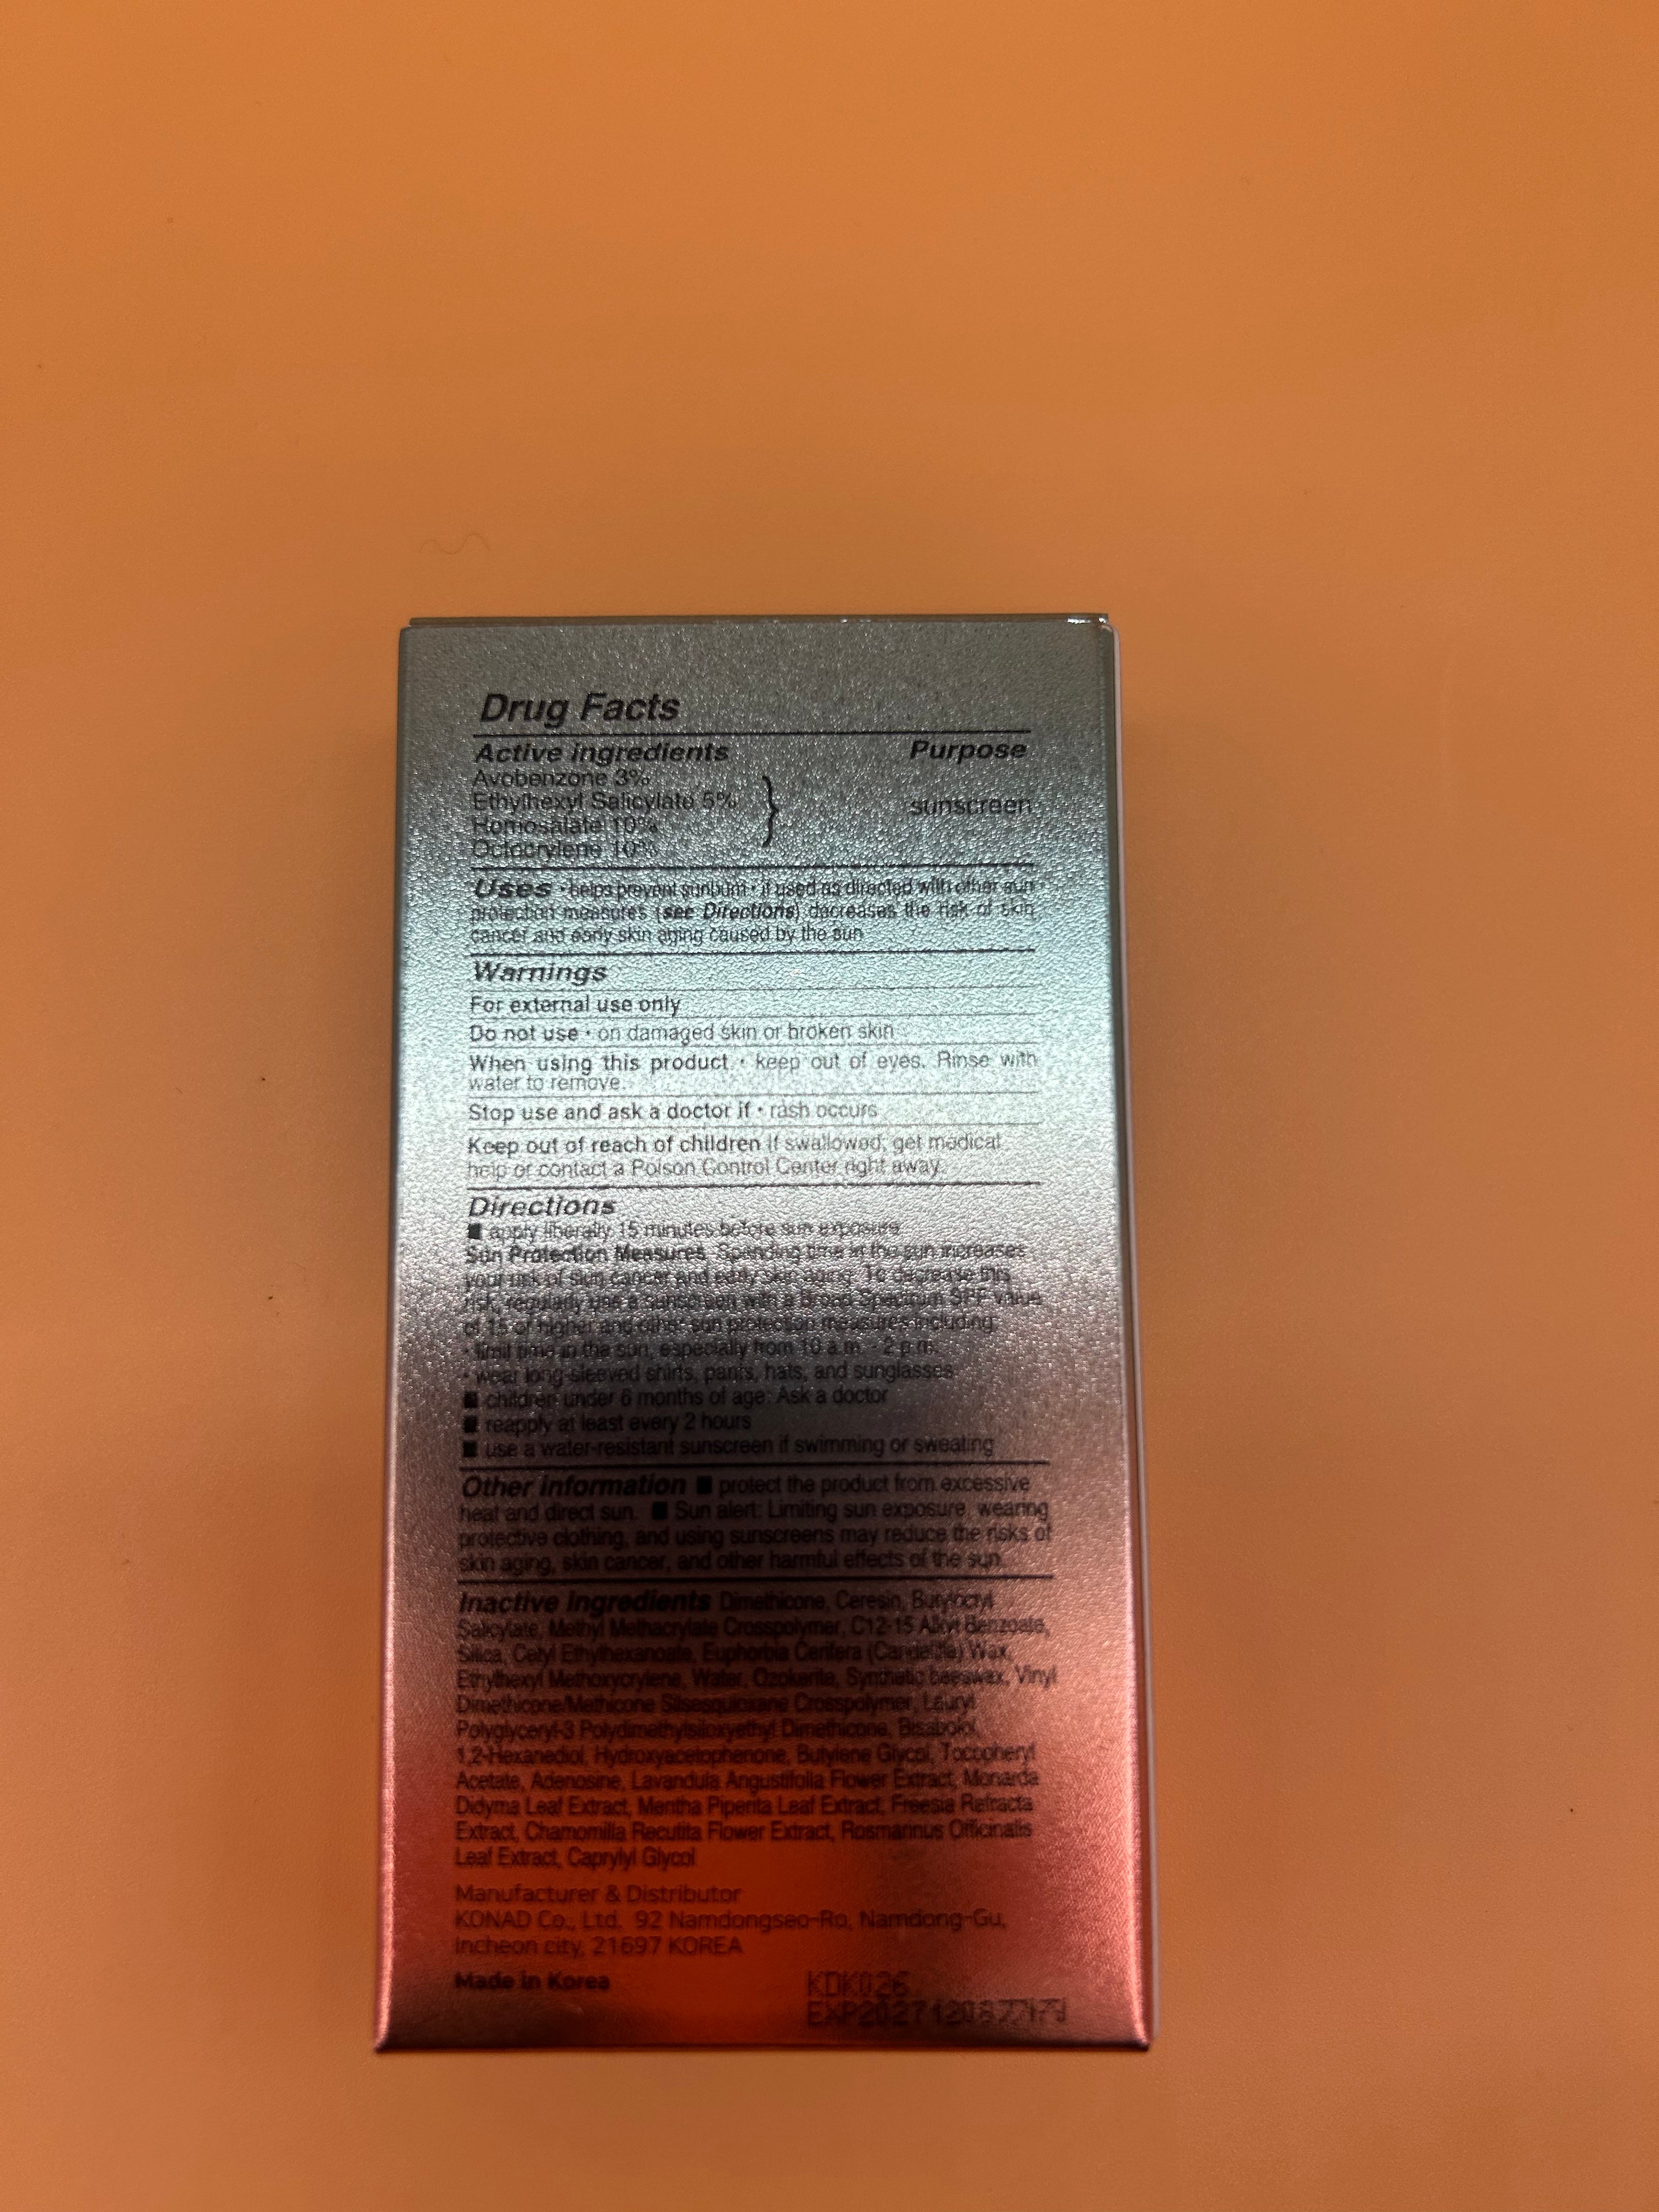 Drug Facts
Active ingredients Purpose
Avobenzone 3%
Ethylhexyl Salicylate 5% sunscreen
Homosalate 10%
Octocrylene 10%
Uses • helps prevent sunburn • if used as directed with other sun
protection measures (see Directions) decreases the risk of skin
cancer and early skin aging caused by the sun
Warnings
For external use only
Do not use • on damaged skin or broken skin
When using this product • keep out of eyes. Rinse with
water to remove.
Stop use and ask a doctor if • rash occurs
Keep out of reach of children If swallowed, get medical
help or contact a Poison Control Center right away.
Directions
■ apply liberally 15 minutes before sun exposure
Sun Protection Measures. Spending time in the sun increases
your risk of skin cancer and early skin aging. To decrease this
risk, regularly use a sunscreen with a Broad Spectrum SPF value
of 15 or higher and other sun protection measures including:
• limit time in the sun, especially from 10 a.m. - 2 p.m.
• wear long-sleeved shirts, pants, hats, and sunglasses
■ children under 6 months of age: Ask a doctor
■ reapply at least every 2 hours
■ use a water-resistant sunscreen if swimming or sweating
Other information ■ protect the product from excessive
heat and direct sun. ■ Sun alert: Limiting sun exposure, wearing
protective clothing, and using sunscreens may reduce the risks of
skin aging, skin cancer, and other harmful effects of the sun.
Inactive Ingredients Dimethicone, Ceresin, Butyloctyl
Salicylate, Methyl Methacrylate Crosspolymer, C12-15 Alkyl Benzoate,
Silica, Cetyl Ethylhexanoate, Euphorbia Cerifera (Candelilla) Wax,
Ethylhexyl Methoxycrylene, Water, Ozokerite, Synthetic beeswax, Vinyl
Dimethicone/Methicone Silsesquioxane Crosspolymer, Lauryl
Polyglyceryl-3 Polydimethylsiloxyethyl Dimethicone, Bisabolol,
1,2-Hexanediol, Hydroxyacetophenone, Butylene Glycol, Tocopheryl
Acetate, Adenosine, Lavandula Angustifolia Flower Extract, Monarda
Didyma Leaf Extract, Mentha Piperita Leaf Extract, Freesia Refracta
Extract, Chamomilla Recutita Flower Extract, Rosmarinus Officinalis
Leaf Extract, Caprylyl Glycol
Manufacturer & Distributor
KONAD Co., Ltd. 92 Namdongseo-Ro, Namdong-Gu,
Incheon city, 21697 KOREA
Made in Korea KDK026
EXP20271208